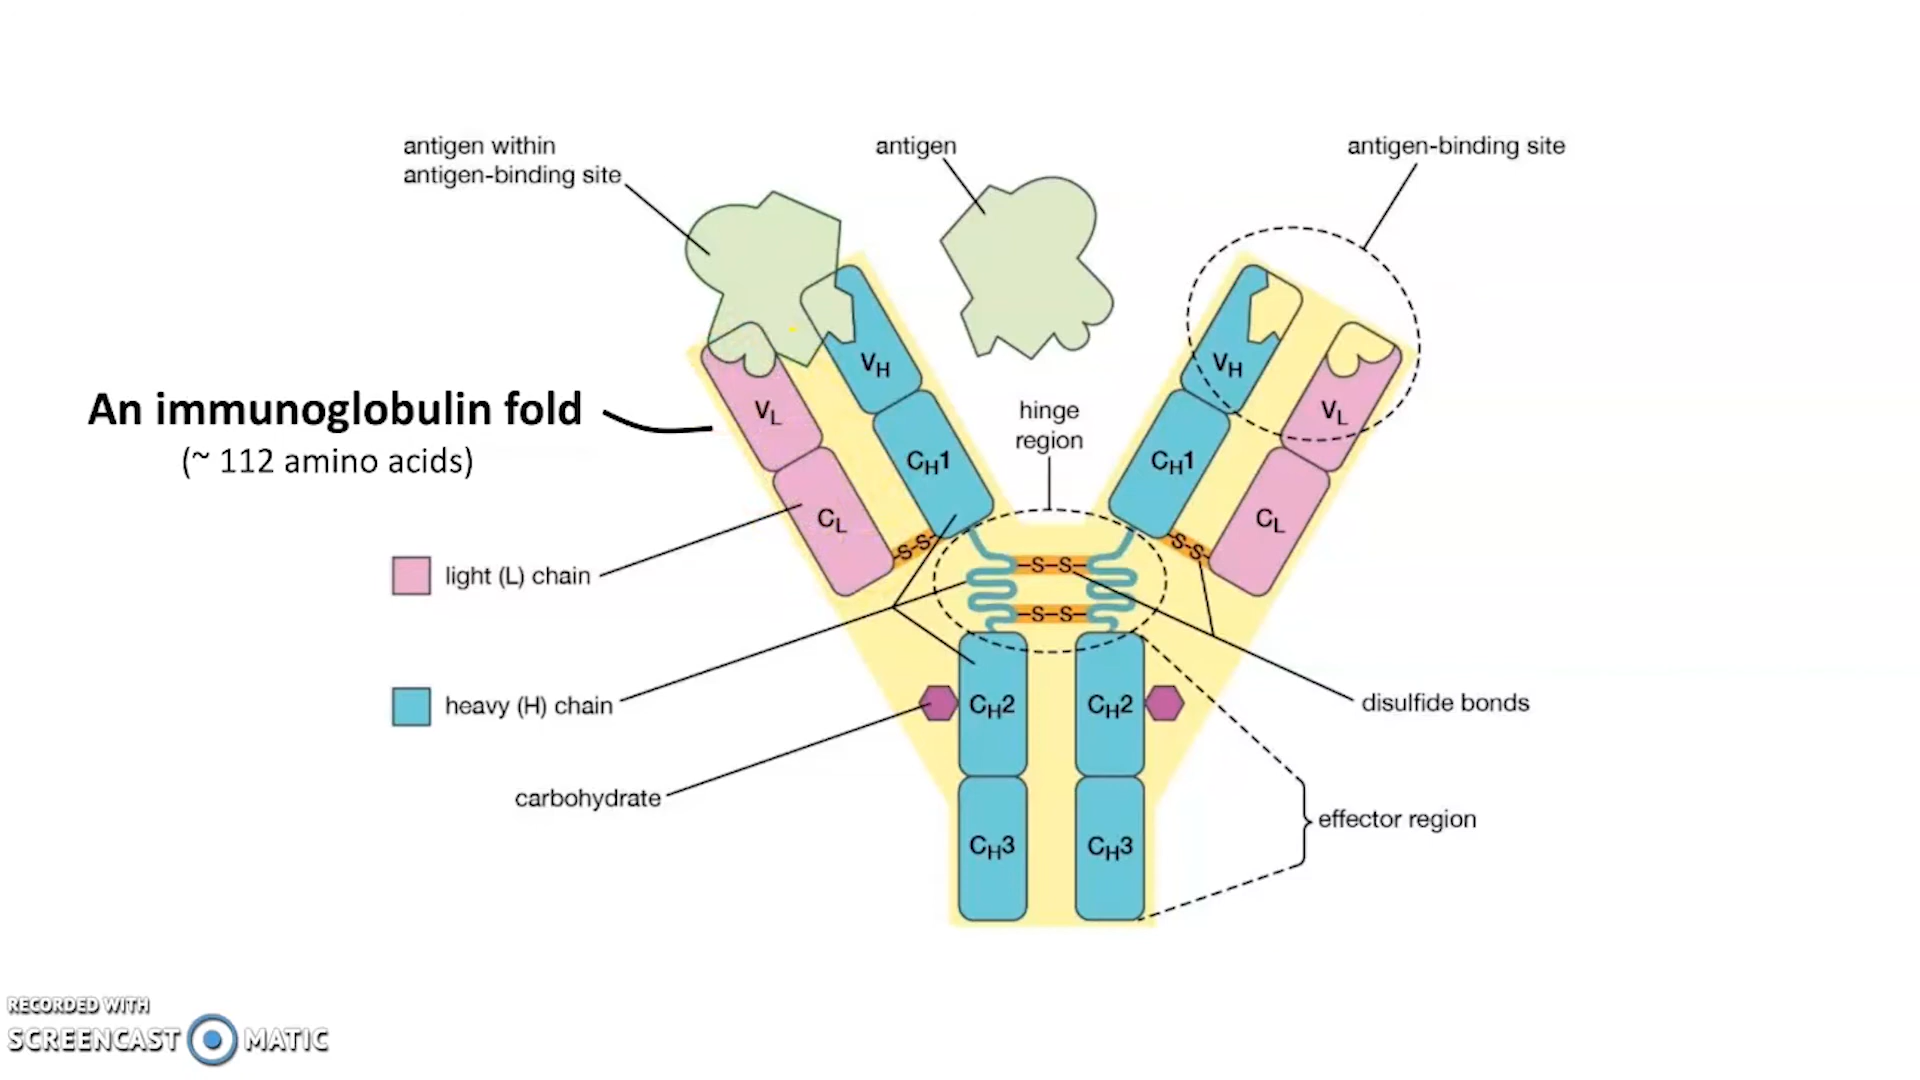 antigen within
antigen-binding site
antigen
antigen-binding site
An immunoglobulin fold
(~ 112 amino acids)
hinge
region
VH
VL
VH
VL
CH1
CL
CH1
CL
-S-S-
-S-S-
-S-S-
-S-S-
light (L) chain
heavy (H) chain
carbohydrate
CH2
CH2
CH3
CH3
disulfide bonds
effector region
RECORDED WITH
SCREENCAST MATIC